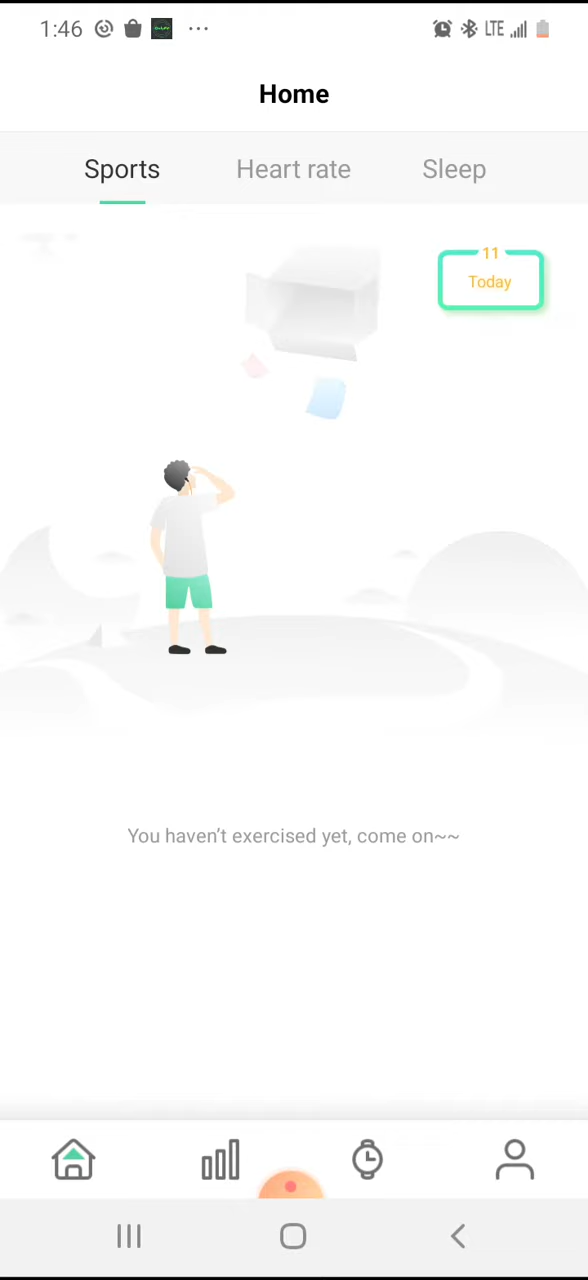 1:46
LTE
Home
Sports Heart rate Sleep
11
Today
You haven't exercised yet, come on~~